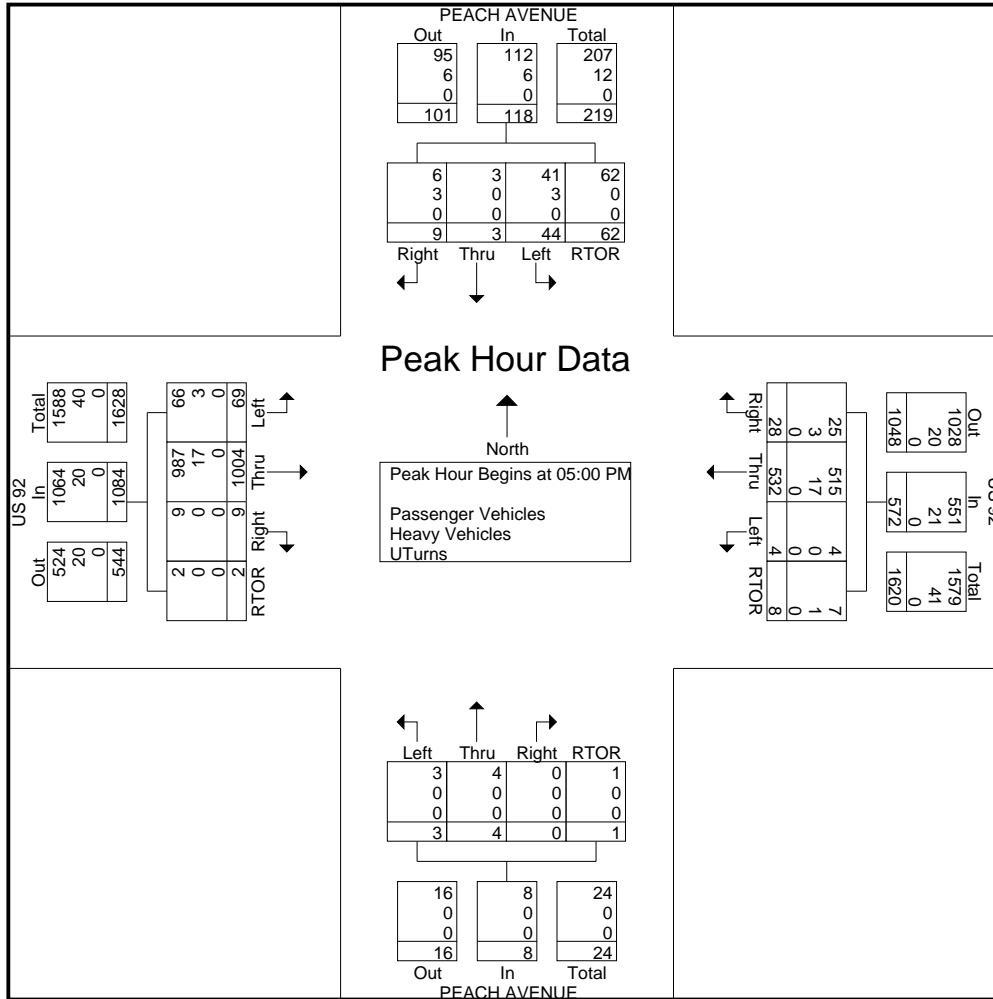 PEACH AVENUE
Out In Total
95 112 207
6 6 12
0 0 0
101 118 219
6 3 41 62
3 0 3 0
0 0 0 0
9 3 44 62
Right Thru Left RTOR
Peak Hour Data
North
Peak Hour Begins at 05:00 PM
Passenger Vehicles
Heavy Vehicles
UTurns
US 92
Out In Total
524 1064 1588
20 20 40
0 0 0
544 1084 1628
2 9 987 66
0 0 17 3
0 0 0 0
2 9 1004 69
RTOR Right Thru Left
US 92
Out In Total
1028 551 1579
20 21 41
0 0 0
1048 572 1620
25 515 4 7
3 17 0 1
0 0 0 0
28 532 4 8
Right Thru Left RTOR
Left Thru Right RTOR
3 4 0 1
0 0 0 0
0 0 0 0
3 4 0 1
16 8 24
0 0 0
0 0 0
16 8 24
Out In Total
PEACH AVENUE